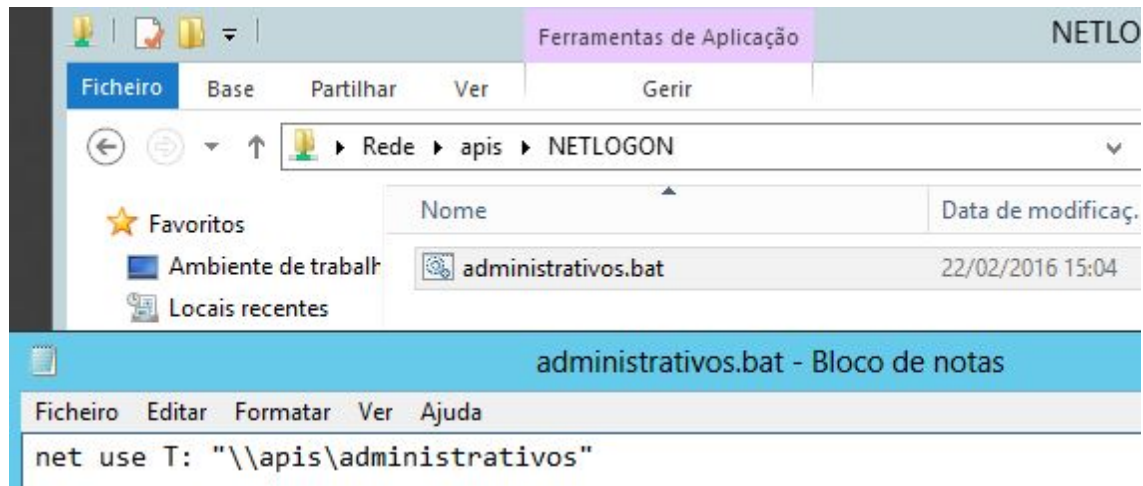 Ferramentas de Aplicação NETLO
Ficheiro Base Partilhar Ver Gerir
Rede apis NETLOGON
Favoritos Nome Data de modificaç.
Ambiente de trabalh administrativos.bat 22/02/2016 15:04
Locais recentes
administrativos.bat - Bloco de notas
Ficheiro Editar Formatar Ver Ajuda
net use T: "\\apis\administrativos"